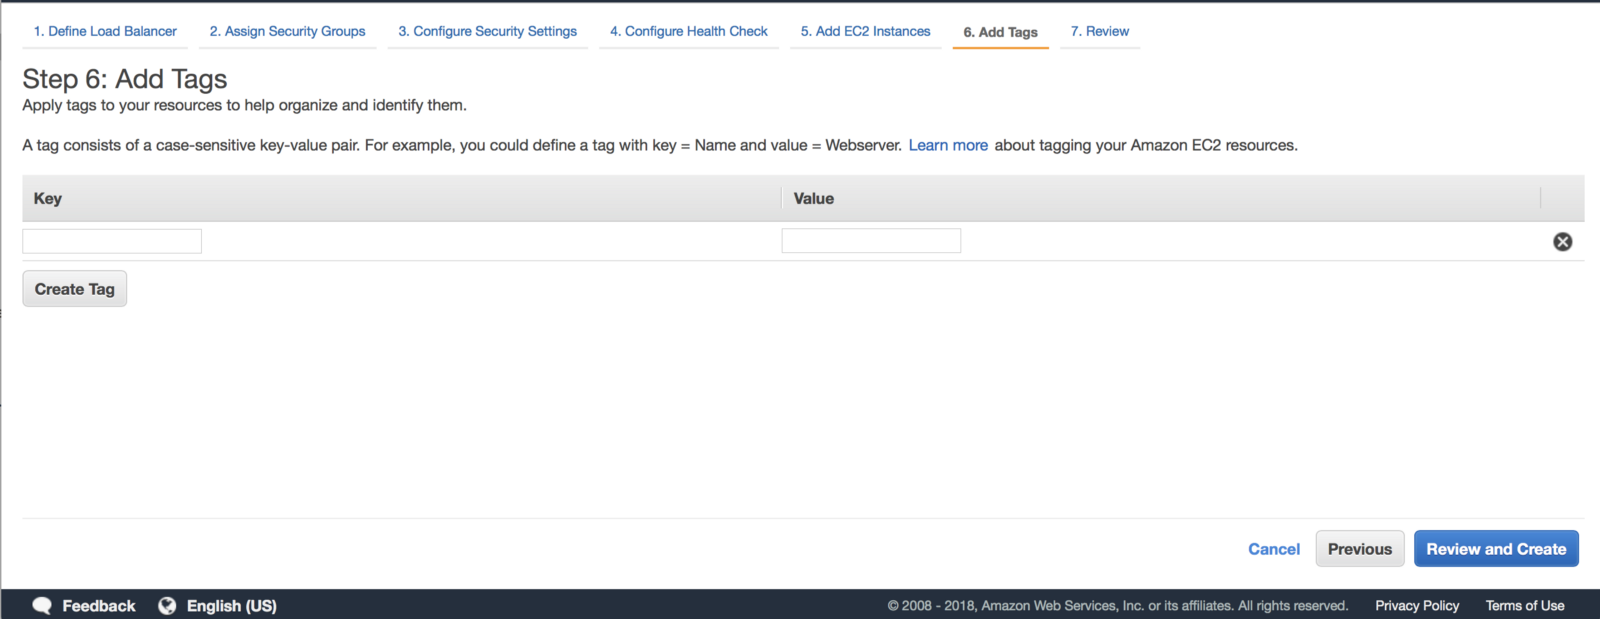 1. Define Load Balancer 2. Assign Security Groups 3. Configure Security Settings 4. Configure Health Check 5. Add EC2 Instances 6. Add Tags 7. Review
Step 6: Add Tags
Apply tags to your resources to help organize and identify them.
A tag consists of a case-sensitive key-value pair. For example, you could define a tag with key = Name and value = Webserver. Learn more about tagging your Amazon EC2 resources.
Key Value
Create Tag
Cancel Previous Review and Create
Feedback English (US) © 2008 - 2018, Amazon Web Services, Inc. or its affiliates. All rights reserved. Privacy Policy Terms of Use